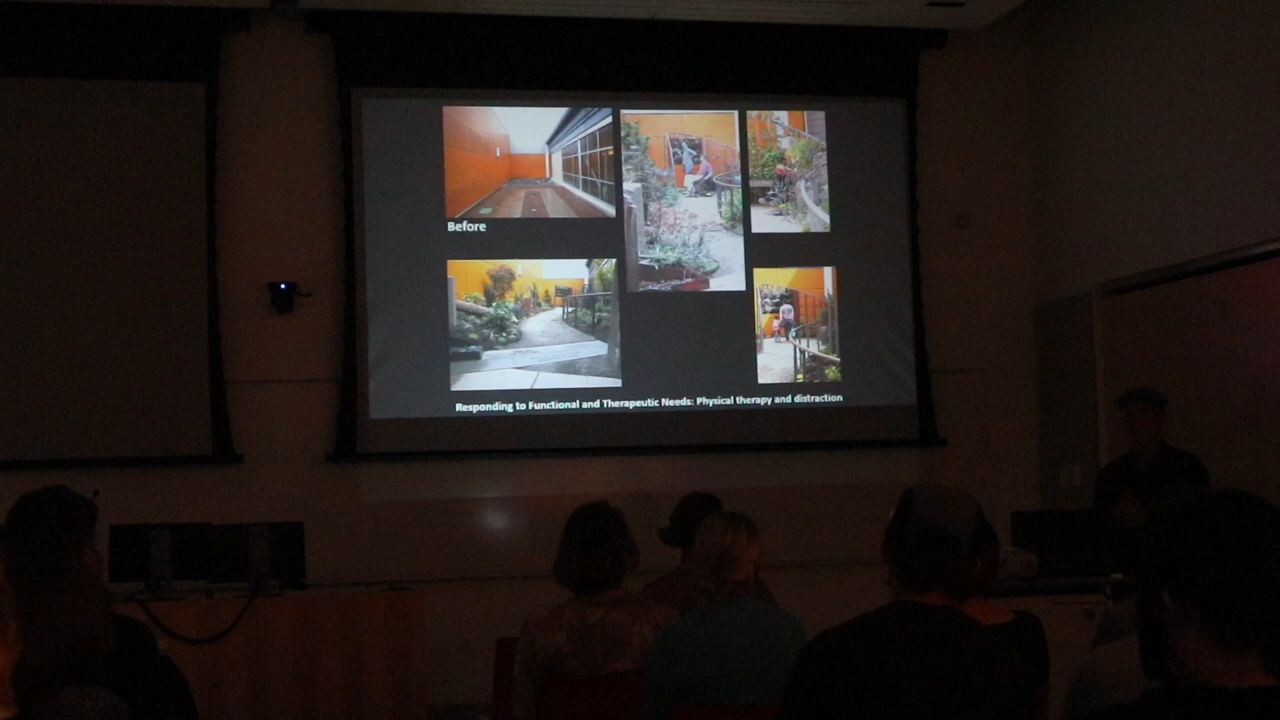 Before
Responding to Functional and Therapeutic Needs: Physical therapy and distraction